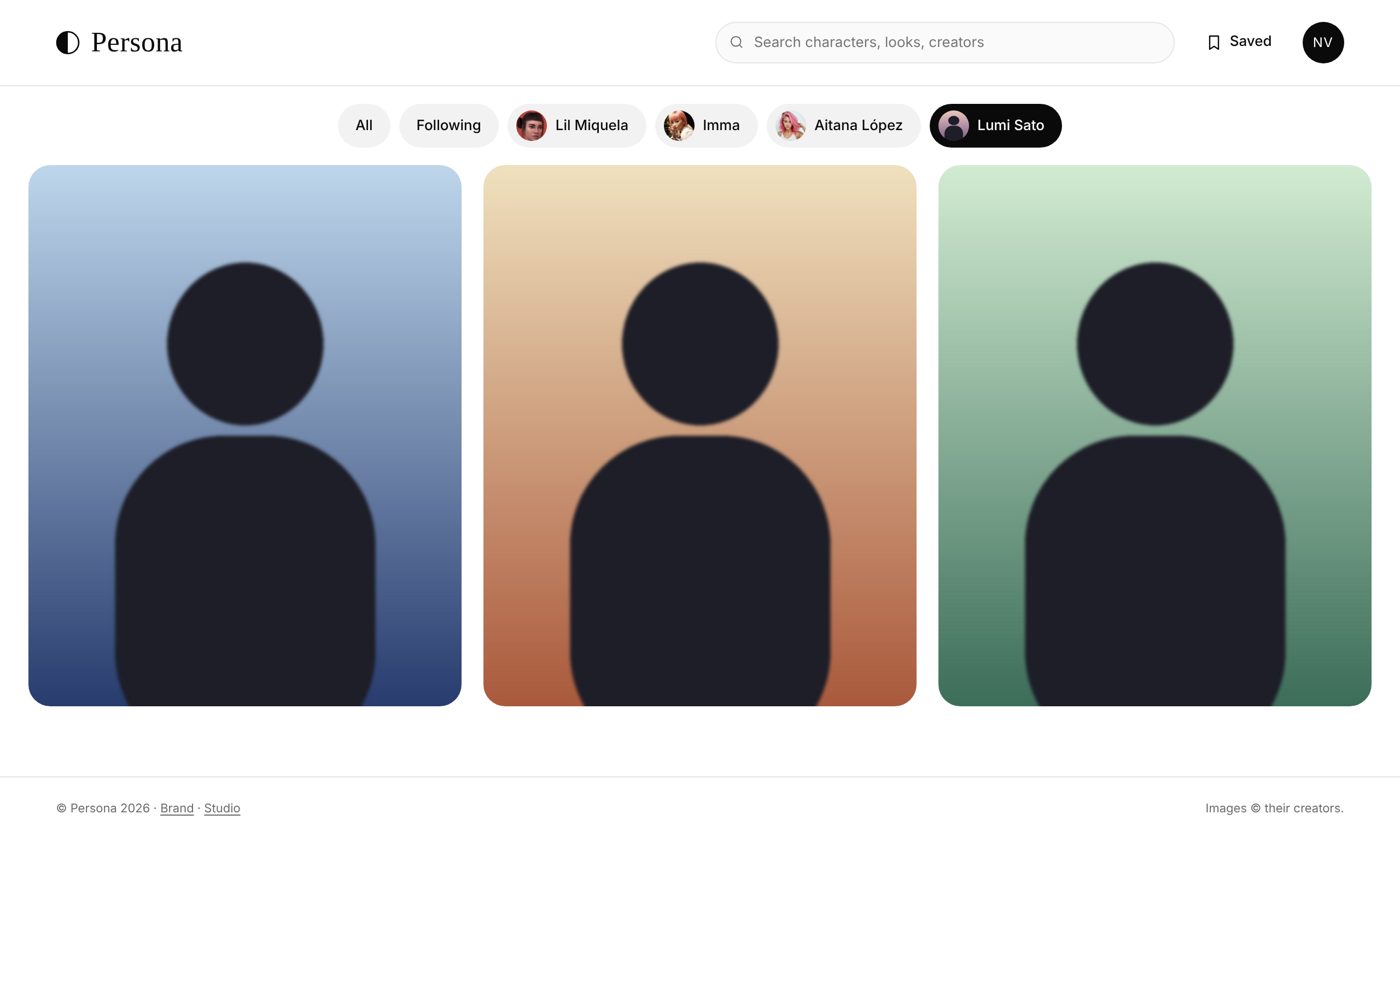 Persona
Search characters, looks, creators
Saved
NV
All
Following
Lil Miquela
Imma
Aitana López
Lumi Sato
© Persona 2026 · Brand · Studio
Images © their creators.